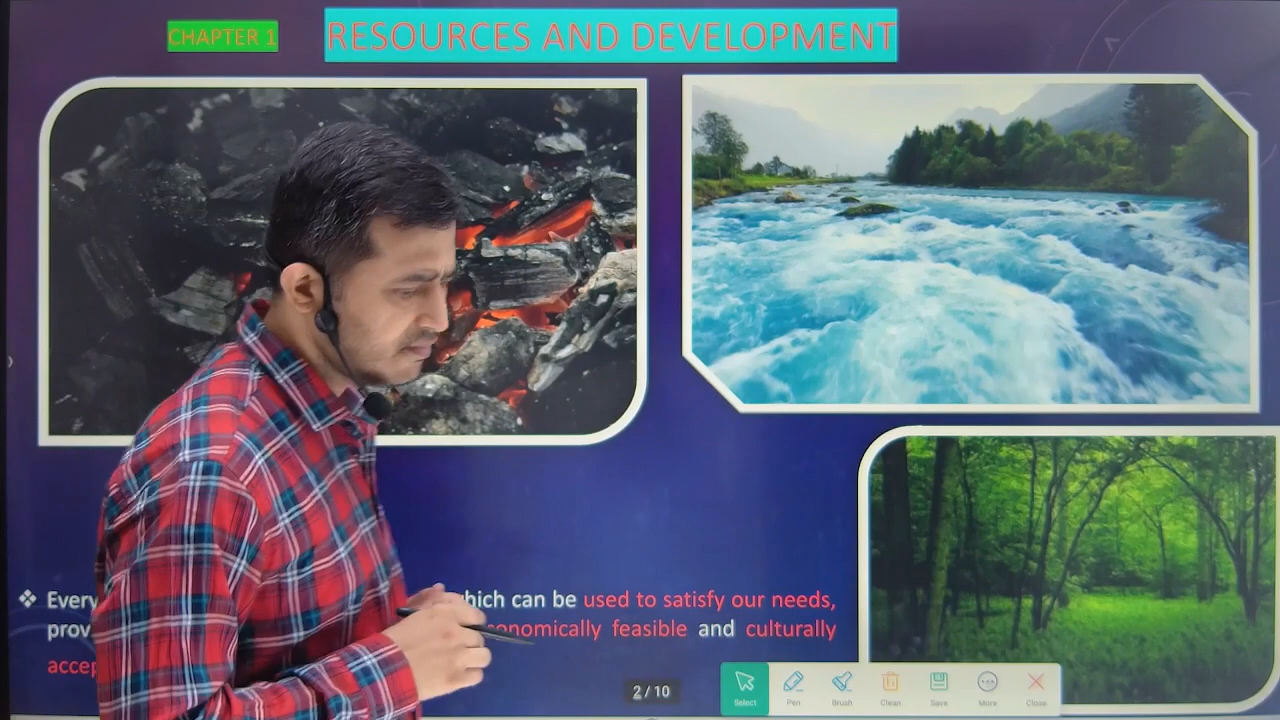 CHAPTER 1
RESOURCES AND DEVELOPMENT
❖ Every which can be used to satisfy our needs,
prov economically feasible and culturally
accep
2 / 10
Select Pen Brush Clean Save More Close